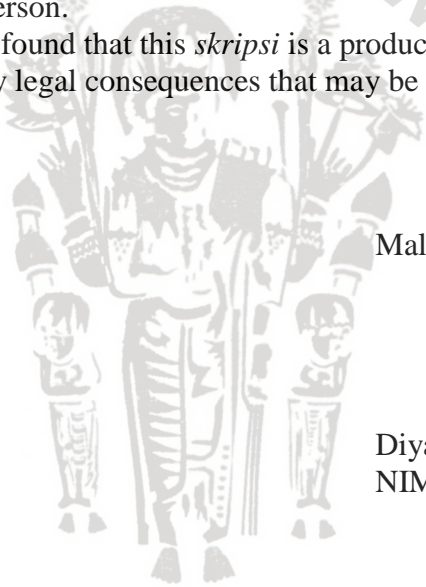 erson.
found that this skripsi is a produc
legal consequences that may be
Mal
Diya
NIM